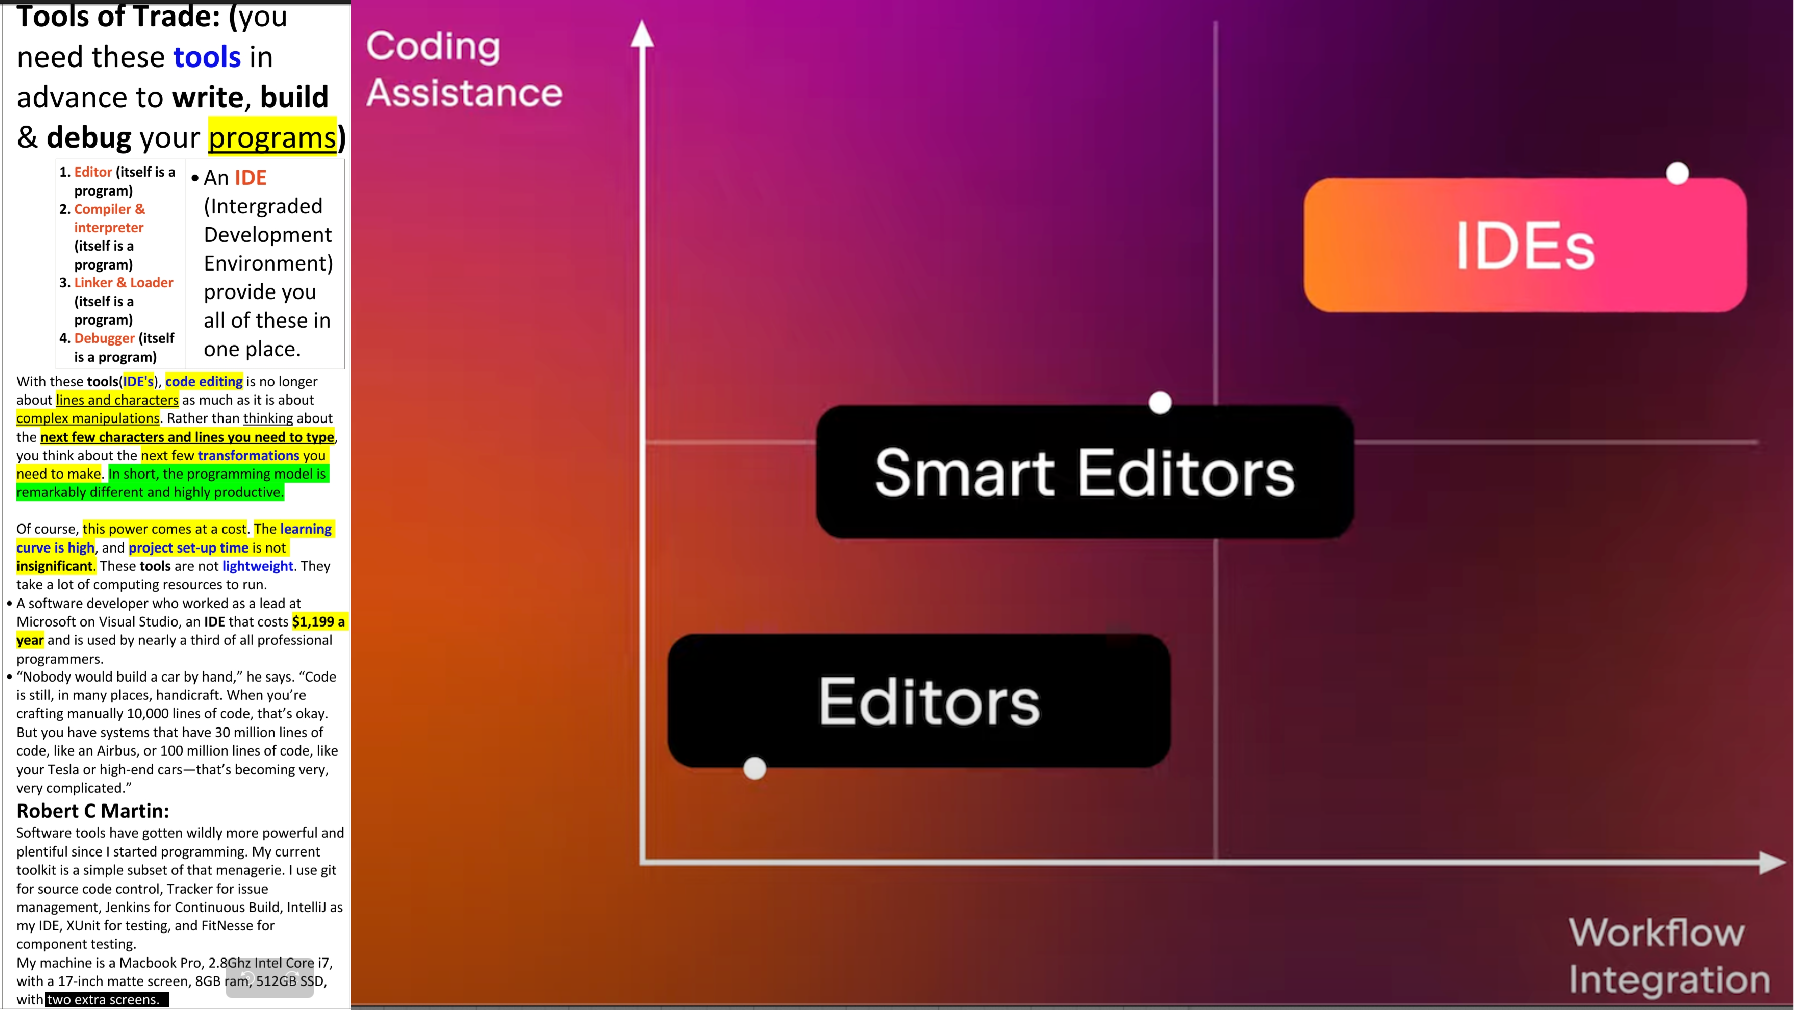 Tools of Trade: (you
need these tools in
advance to write, build
& debug your programs)
1. Editor (itself is a
program)
2. Compiler &
interpreter
(itself is a
program)
3. Linker & Loader
(itself is a
program)
4. Debugger (itself
is a program)
• An IDE
(Intergraded
Development
Environment)
provide you
all of these in
one place.
With these tools(IDE's), code editing is no longer
about lines and characters as much as it is about
complex manipulations. Rather than thinking about
the next few characters and lines you need to type,
you think about the next few transformations you
need to make. In short, the programming model is
remarkably different and highly productive.
Of course, this power comes at a cost. The learning
curve is high, and project set-up time is not
insignificant. These tools are not lightweight. They
take a lot of computing resources to run.
• A software developer who worked as a lead at
Microsoft on Visual Studio, an IDE that costs $1,199 a
year and is used by nearly a third of all professional
programmers.
• “Nobody would build a car by hand,” he says. “Code
is still, in many places, handicraft. When you’re
crafting manually 10,000 lines of code, that’s okay.
But you have systems that have 30 million lines of
code, like an Airbus, or 100 million lines of code, like
your Tesla or high-end cars—that’s becoming very,
very complicated.”
Robert C Martin:
Software tools have gotten wildly more powerful and
plentiful since I started programming. My current
toolkit is a simple subset of that menagerie. I use git
for source code control, Tracker for issue
management, Jenkins for Continuous Build, IntelliJ as
my IDE, XUnit for testing, and FitNesse for
component testing.
My machine is a Macbook Pro, 2.8Ghz Intel Core i7,
with a 17-inch matte screen, 8GB ram, 512GB SSD,
with two extra screens.
Coding
Assistance
IDEs
Smart Editors
Editors
Workflow
Integration